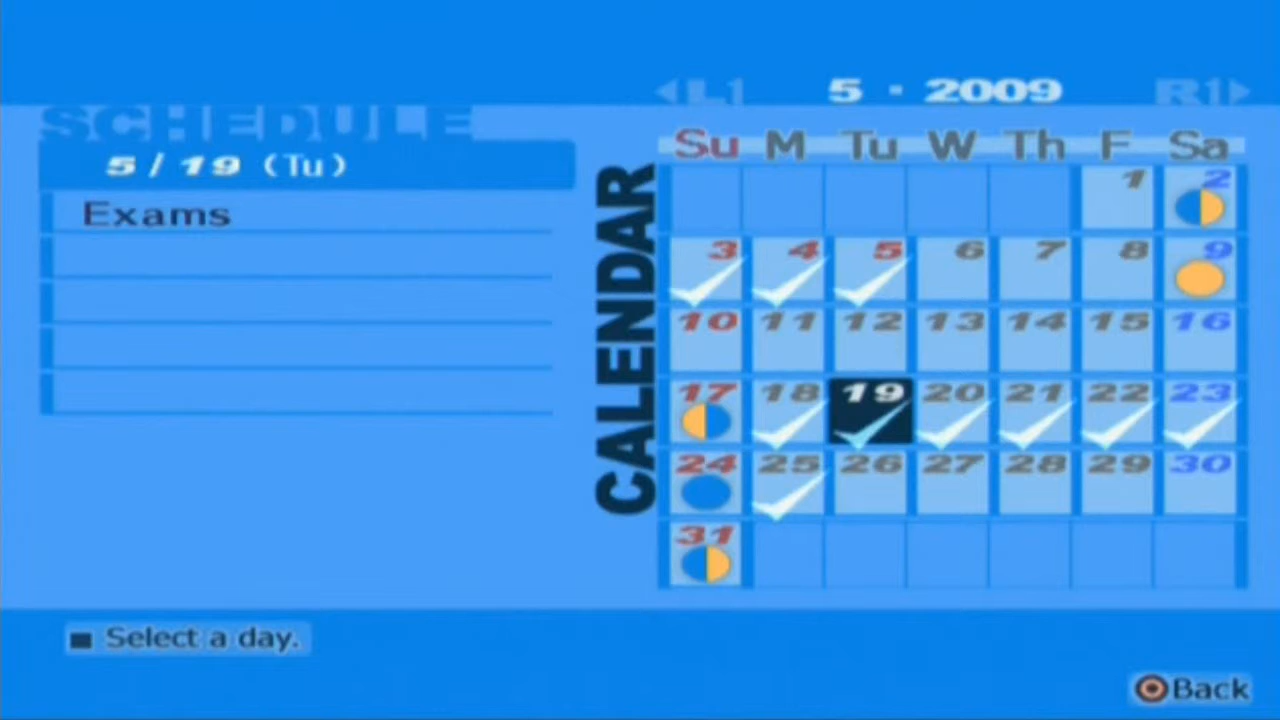 L1 5 · 2009 R1
SCHEDULE
5/19 (Tu)
Exams
CALENDAR
Su M Tu W Th F Sa
1 2
3 4 5 6 7 8 9
10 11 12 13 14 15 16
17 18 19 20 21 22 23
24 25 26 27 28 29 30
31
Select a day.
Back